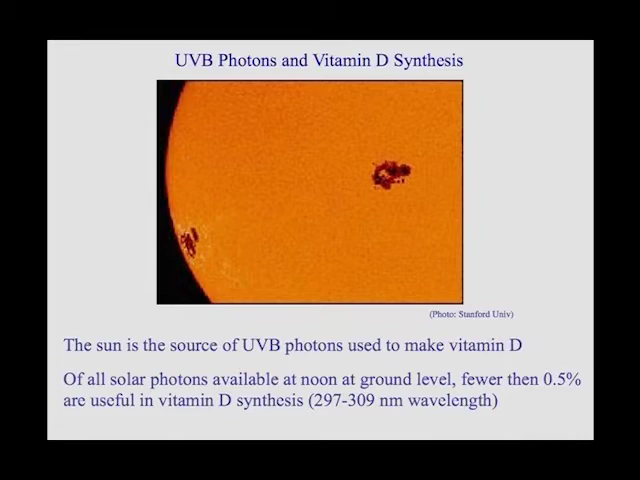 UVB Photons and Vitamin D Synthesis
(Photo: Stanford Univ)
The sun is the source of UVB photons used to make vitamin D
Of all solar photons available at noon at ground level, fewer then 0.5%
are useful in vitamin D synthesis (297-309 nm wavelength)